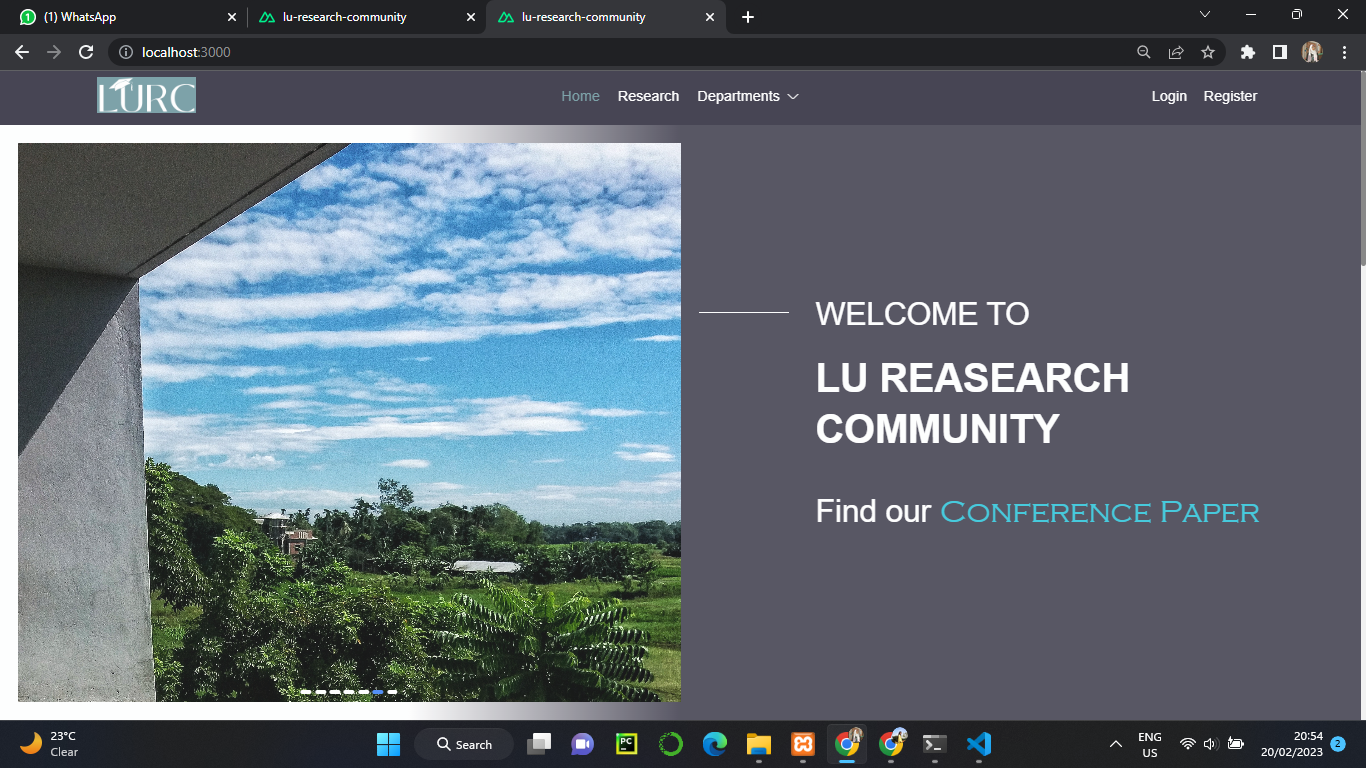 (1) WhatsApp
lu-research-community
lu-research-community
localhost:3000
LURC
Home
Research
Departments
Login
Register
WELCOME TO
LU REASEARCH
COMMUNITY
Find our Conference Paper
23°C
Clear
Search
PC
ENG
US
20:54
20/02/2023
2